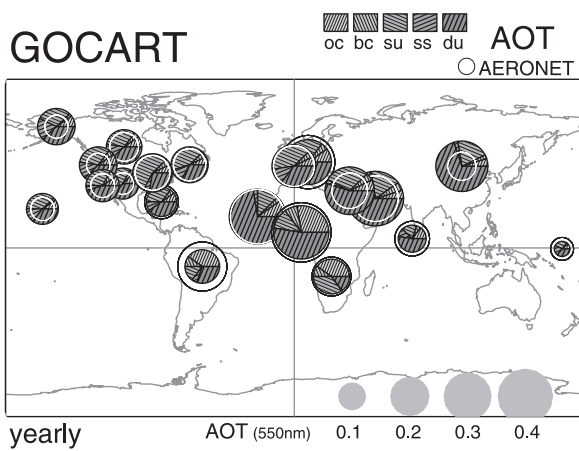 GOCART
oc bc su ss du
AOT
AERONET
yearly
AOT (550nm) 0.1 0.2 0.3 0.4